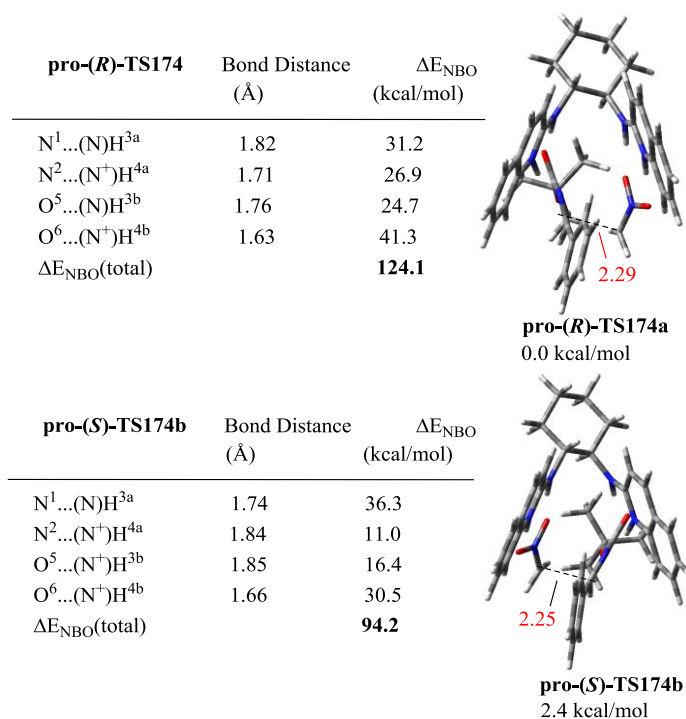 pro-(R)-TS174 Bond Distance (Å) ΔE_NBO (kcal/mol)
N¹...(N)H³ᵃ 1.82 31.2
N²...(N⁺)H⁴ᵃ 1.71 26.9
O⁵...(N)H³ᵇ 1.76 24.7
O⁶...(N⁺)H⁴ᵇ 1.63 41.3
ΔE_NBO(total) 124.1
2.29
pro-(R)-TS174a
0.0 kcal/mol
pro-(S)-TS174b Bond Distance (Å) ΔE_NBO (kcal/mol)
N¹...(N)H³ᵃ 1.74 36.3
N²...(N⁺)H⁴ᵃ 1.84 11.0
O⁵...(N⁺)H³ᵇ 1.85 16.4
O⁶...(N⁺)H⁴ᵇ 1.66 30.5
ΔE_NBO(total) 94.2
2.25
pro-(S)-TS174b
2.4 kcal/mol